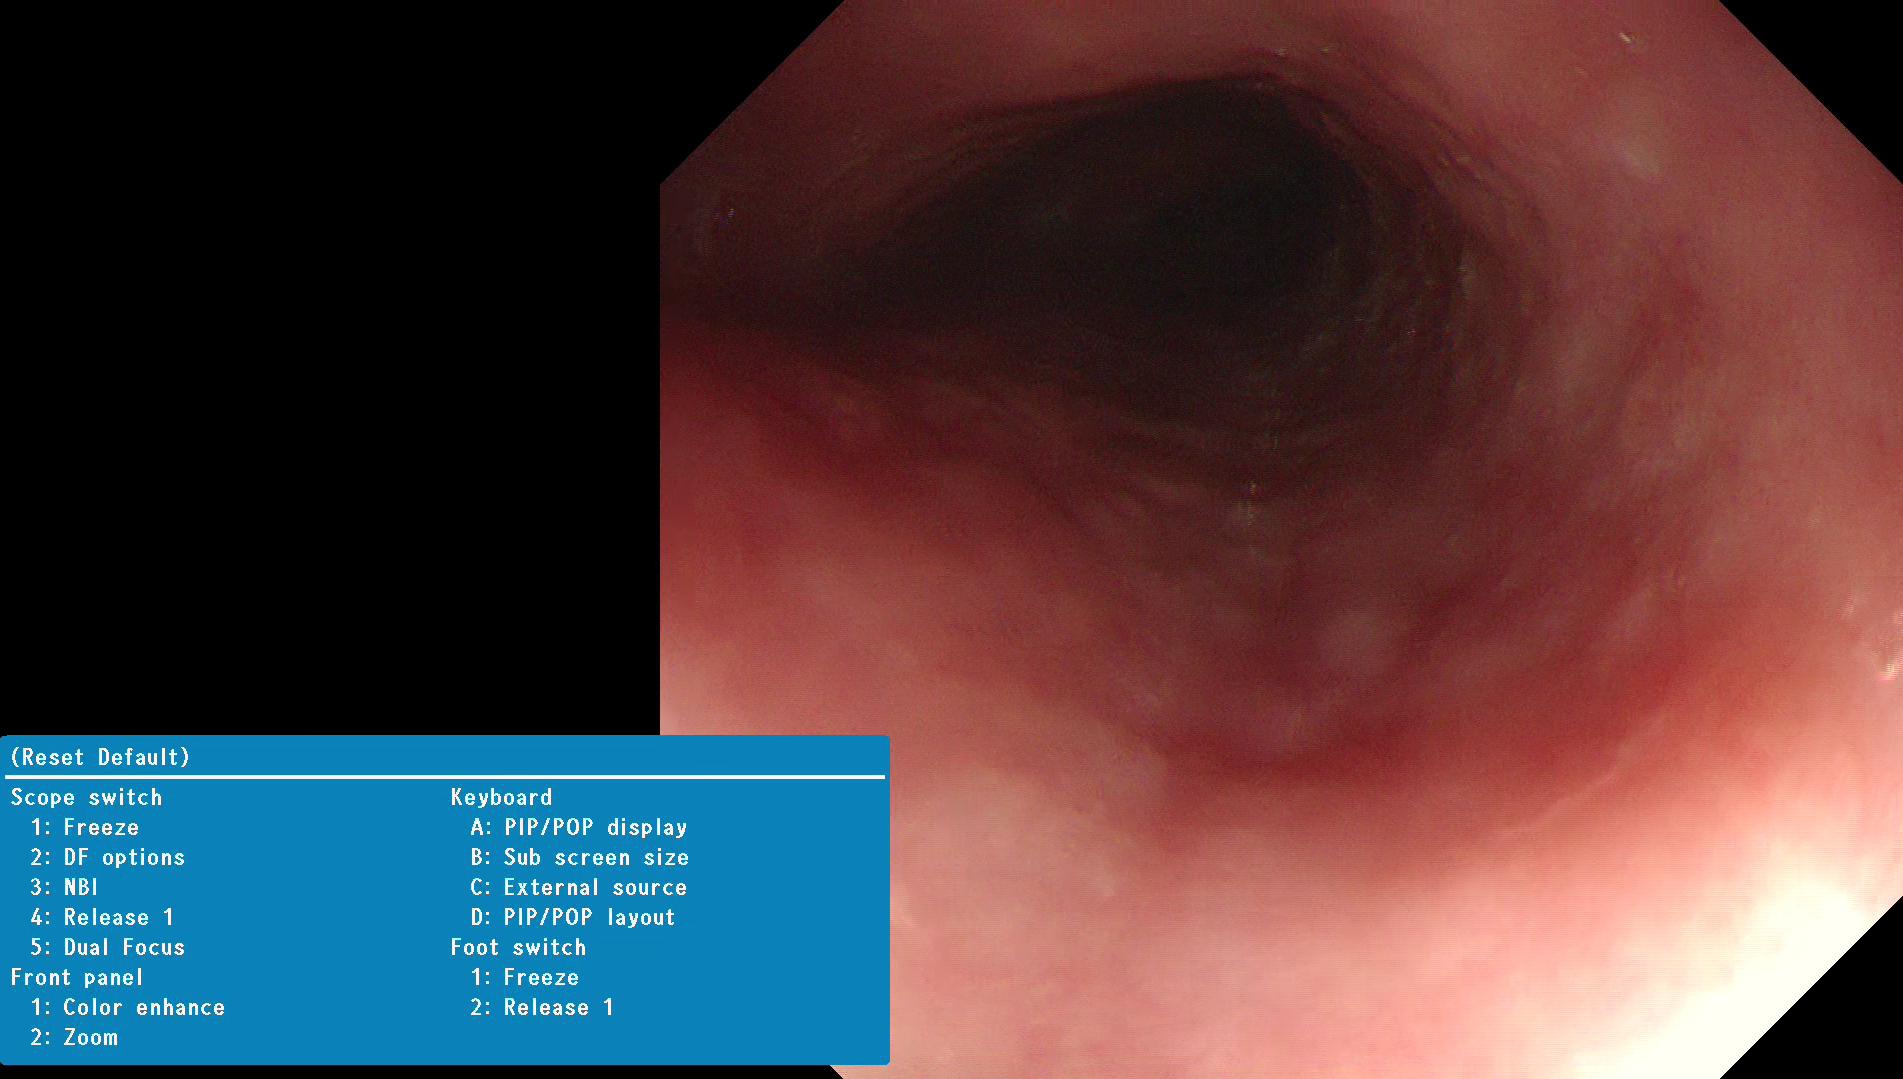 (Reset Default)
Scope switch
1: Freeze
2: DF options
3: NBI
4: Release 1
5: Dual Focus
Front panel
1: Color enhance
2: Zoom
Keyboard
A: PIP/POP display
B: Sub screen size
C: External source
D: PIP/POP layout
Foot switch
1: Freeze
2: Release 1